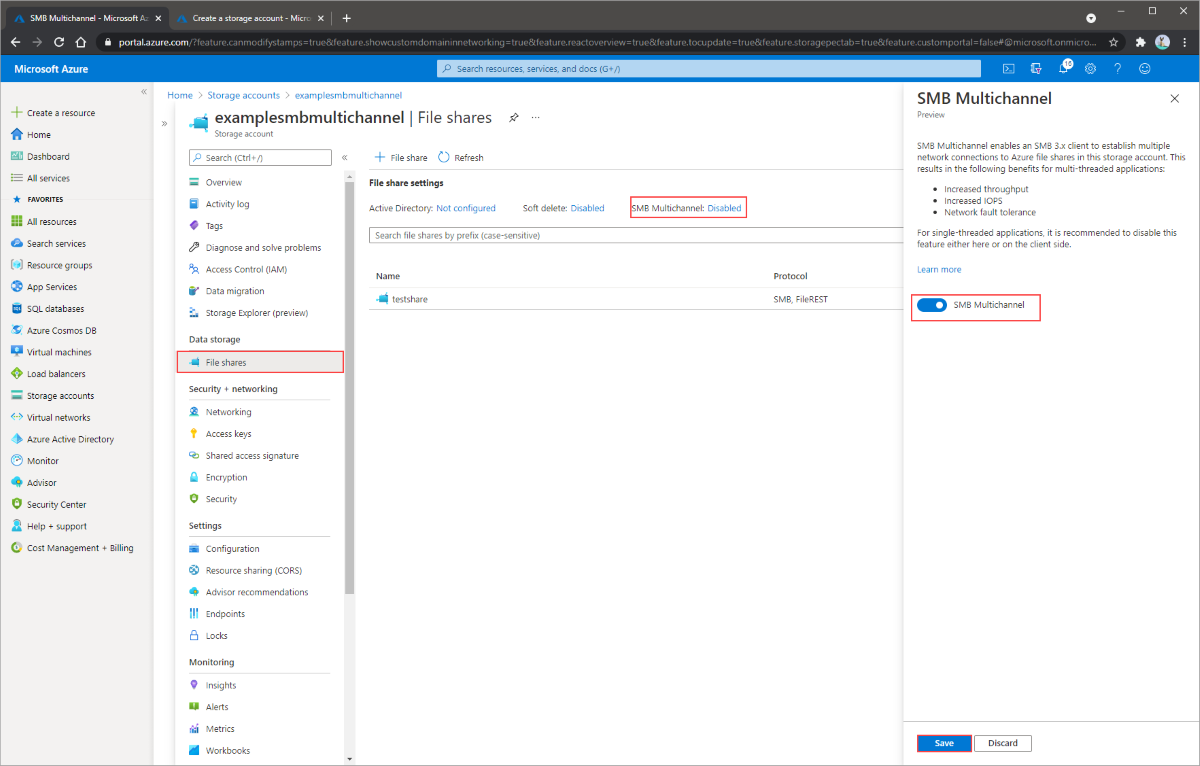 SMB Multichannel - Microsoft Az
Create a storage account - Micro
portal.azure.com/?feature.canmodifystamps=true&feature.showcustomdomaininnetworking=true&feature.reactoverview=true&feature.tocupdate=true&feature.storagepectab=true&feature.customportal=false#@microsoft.onmicro...
Microsoft Azure
Search resources, services, and docs (G+/)
16
Create a resource
Home
Dashboard
All services
FAVORITES
All resources
Search services
Resource groups
App Services
SQL databases
Azure Cosmos DB
Virtual machines
Load balancers
Storage accounts
Virtual networks
Azure Active Directory
Monitor
Advisor
Security Center
Help + support
Cost Management + Billing
Home > Storage accounts > examplesmbmultichannel
examplesmbmultichannel | File shares ...
Storage account
Search (Ctrl+/)
Overview
Activity log
Tags
Diagnose and solve problems
Access Control (IAM)
Data migration
Storage Explorer (preview)
Data storage
File shares
Security + networking
Networking
Access keys
Shared access signature
Encryption
Security
Settings
Configuration
Resource sharing (CORS)
Advisor recommendations
Endpoints
Locks
Monitoring
Insights
Alerts
Metrics
Workbooks
File share Refresh
File share settings
Active Directory: Not configured Soft delete: Disabled SMB Multichannel: Disabled
Search file shares by prefix (case-sensitive)
Name Protocol
testshare SMB, FileREST
SMB Multichannel
Preview
SMB Multichannel enables an SMB 3.x client to establish multiple
network connections to Azure file shares in this storage account. This
results in the following benefits for multi-threaded applications:
• Increased throughput
• Increased IOPS
• Network fault tolerance
For single-threaded applications, it is recommended to disable this
feature either here or on the client side.
Learn more
SMB Multichannel
Save Discard